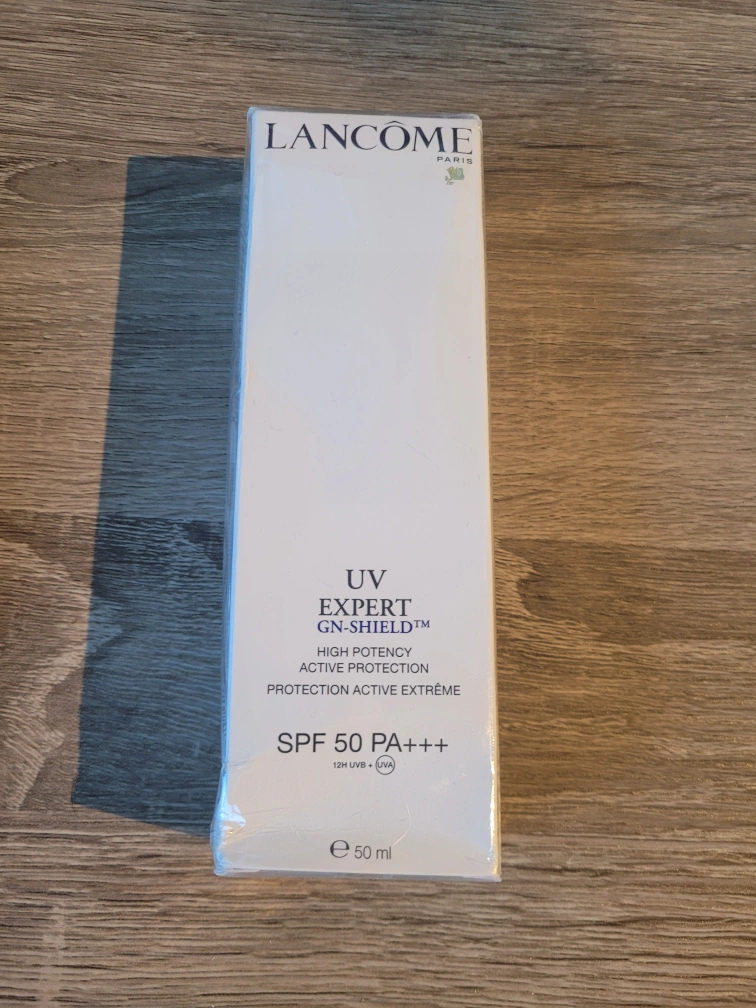 LANCÔME
PARIS
UV
EXPERT
GN-SHIELD™
HIGH POTENCY
ACTIVE PROTECTION
PROTECTION ACTIVE EXTRÊME
SPF 50 PA+++
12H UVB + UVA
℮ 50 ml